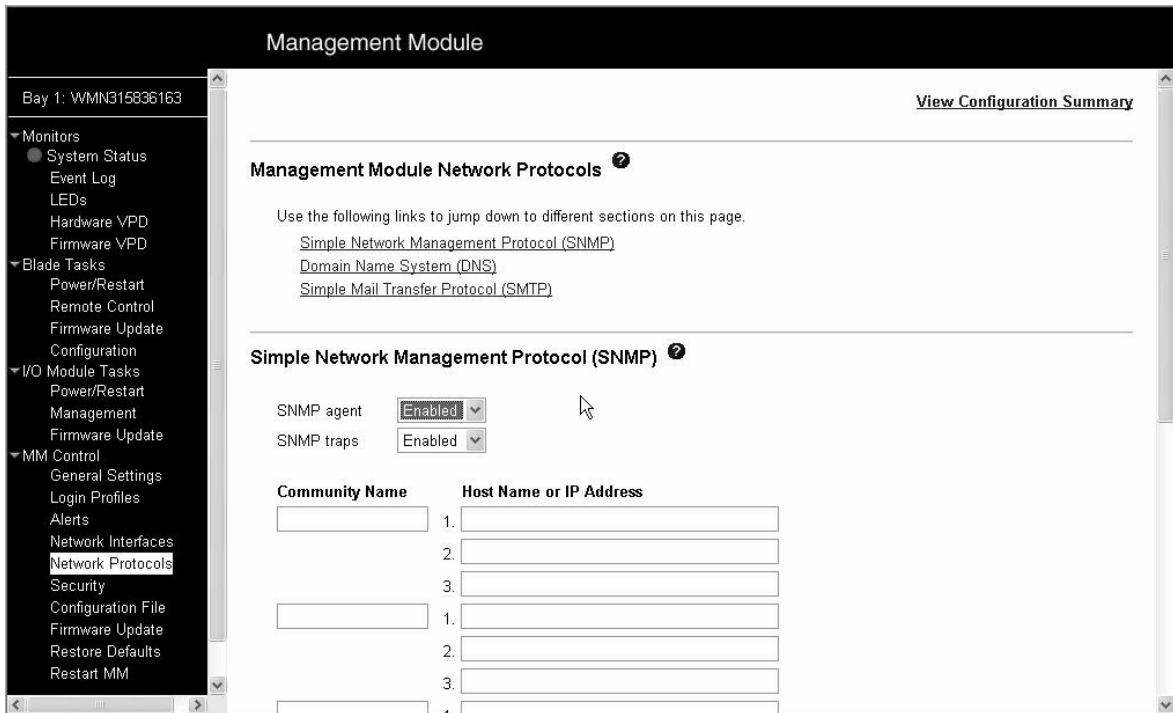 Management Module
Bay 1: WMN315836163
Monitors
System Status
Event Log
LEDs
Hardware VPD
Firmware VPD
Blade Tasks
Power/Restart
Remote Control
Firmware Update
Configuration
I/O Module Tasks
Power/Restart
Management
Firmware Update
MM Control
General Settings
Login Profiles
Alerts
Network Interfaces
Network Protocols
Security
Configuration File
Firmware Update
Restore Defaults
Restart MM
View Configuration Summary
Management Module Network Protocols ?
Use the following links to jump down to different sections on this page.
Simple Network Management Protocol (SNMP)
Domain Name System (DNS)
Simple Mail Transfer Protocol (SMTP)
Simple Network Management Protocol (SNMP) ?
SNMP agent Enabled
SNMP traps Enabled
Community Name Host Name or IP Address
1.
2.
3.
1.
2.
3.